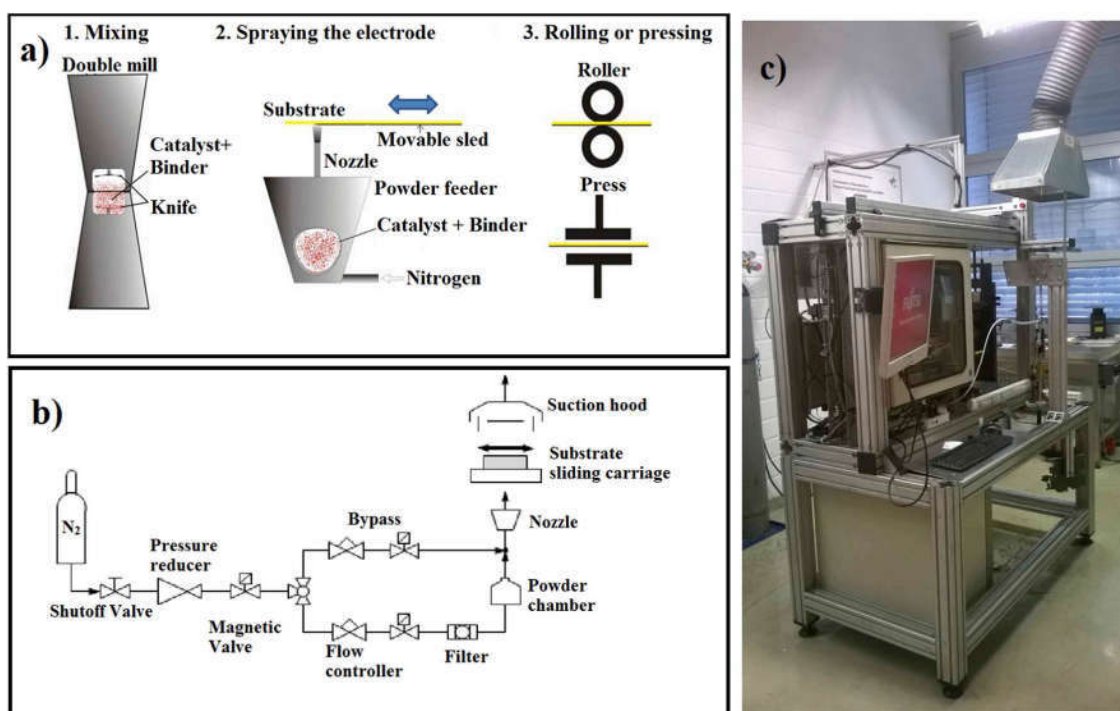 a)
1. Mixing
2. Spraying the electrode
3. Rolling or pressing
Double mill
Catalyst+
Binder
Knife
Substrate
Movable sled
Nozzle
Powder feeder
Catalyst + Binder
Nitrogen
Roller
Press
b)
Suction hood
Substrate
sliding carriage
N2
Bypass
Nozzle
Pressure
reducer
Powder
chamber
Shutoff Valve
Magnetic
Valve
Flow
controller
Filter
c)
FUJITSU